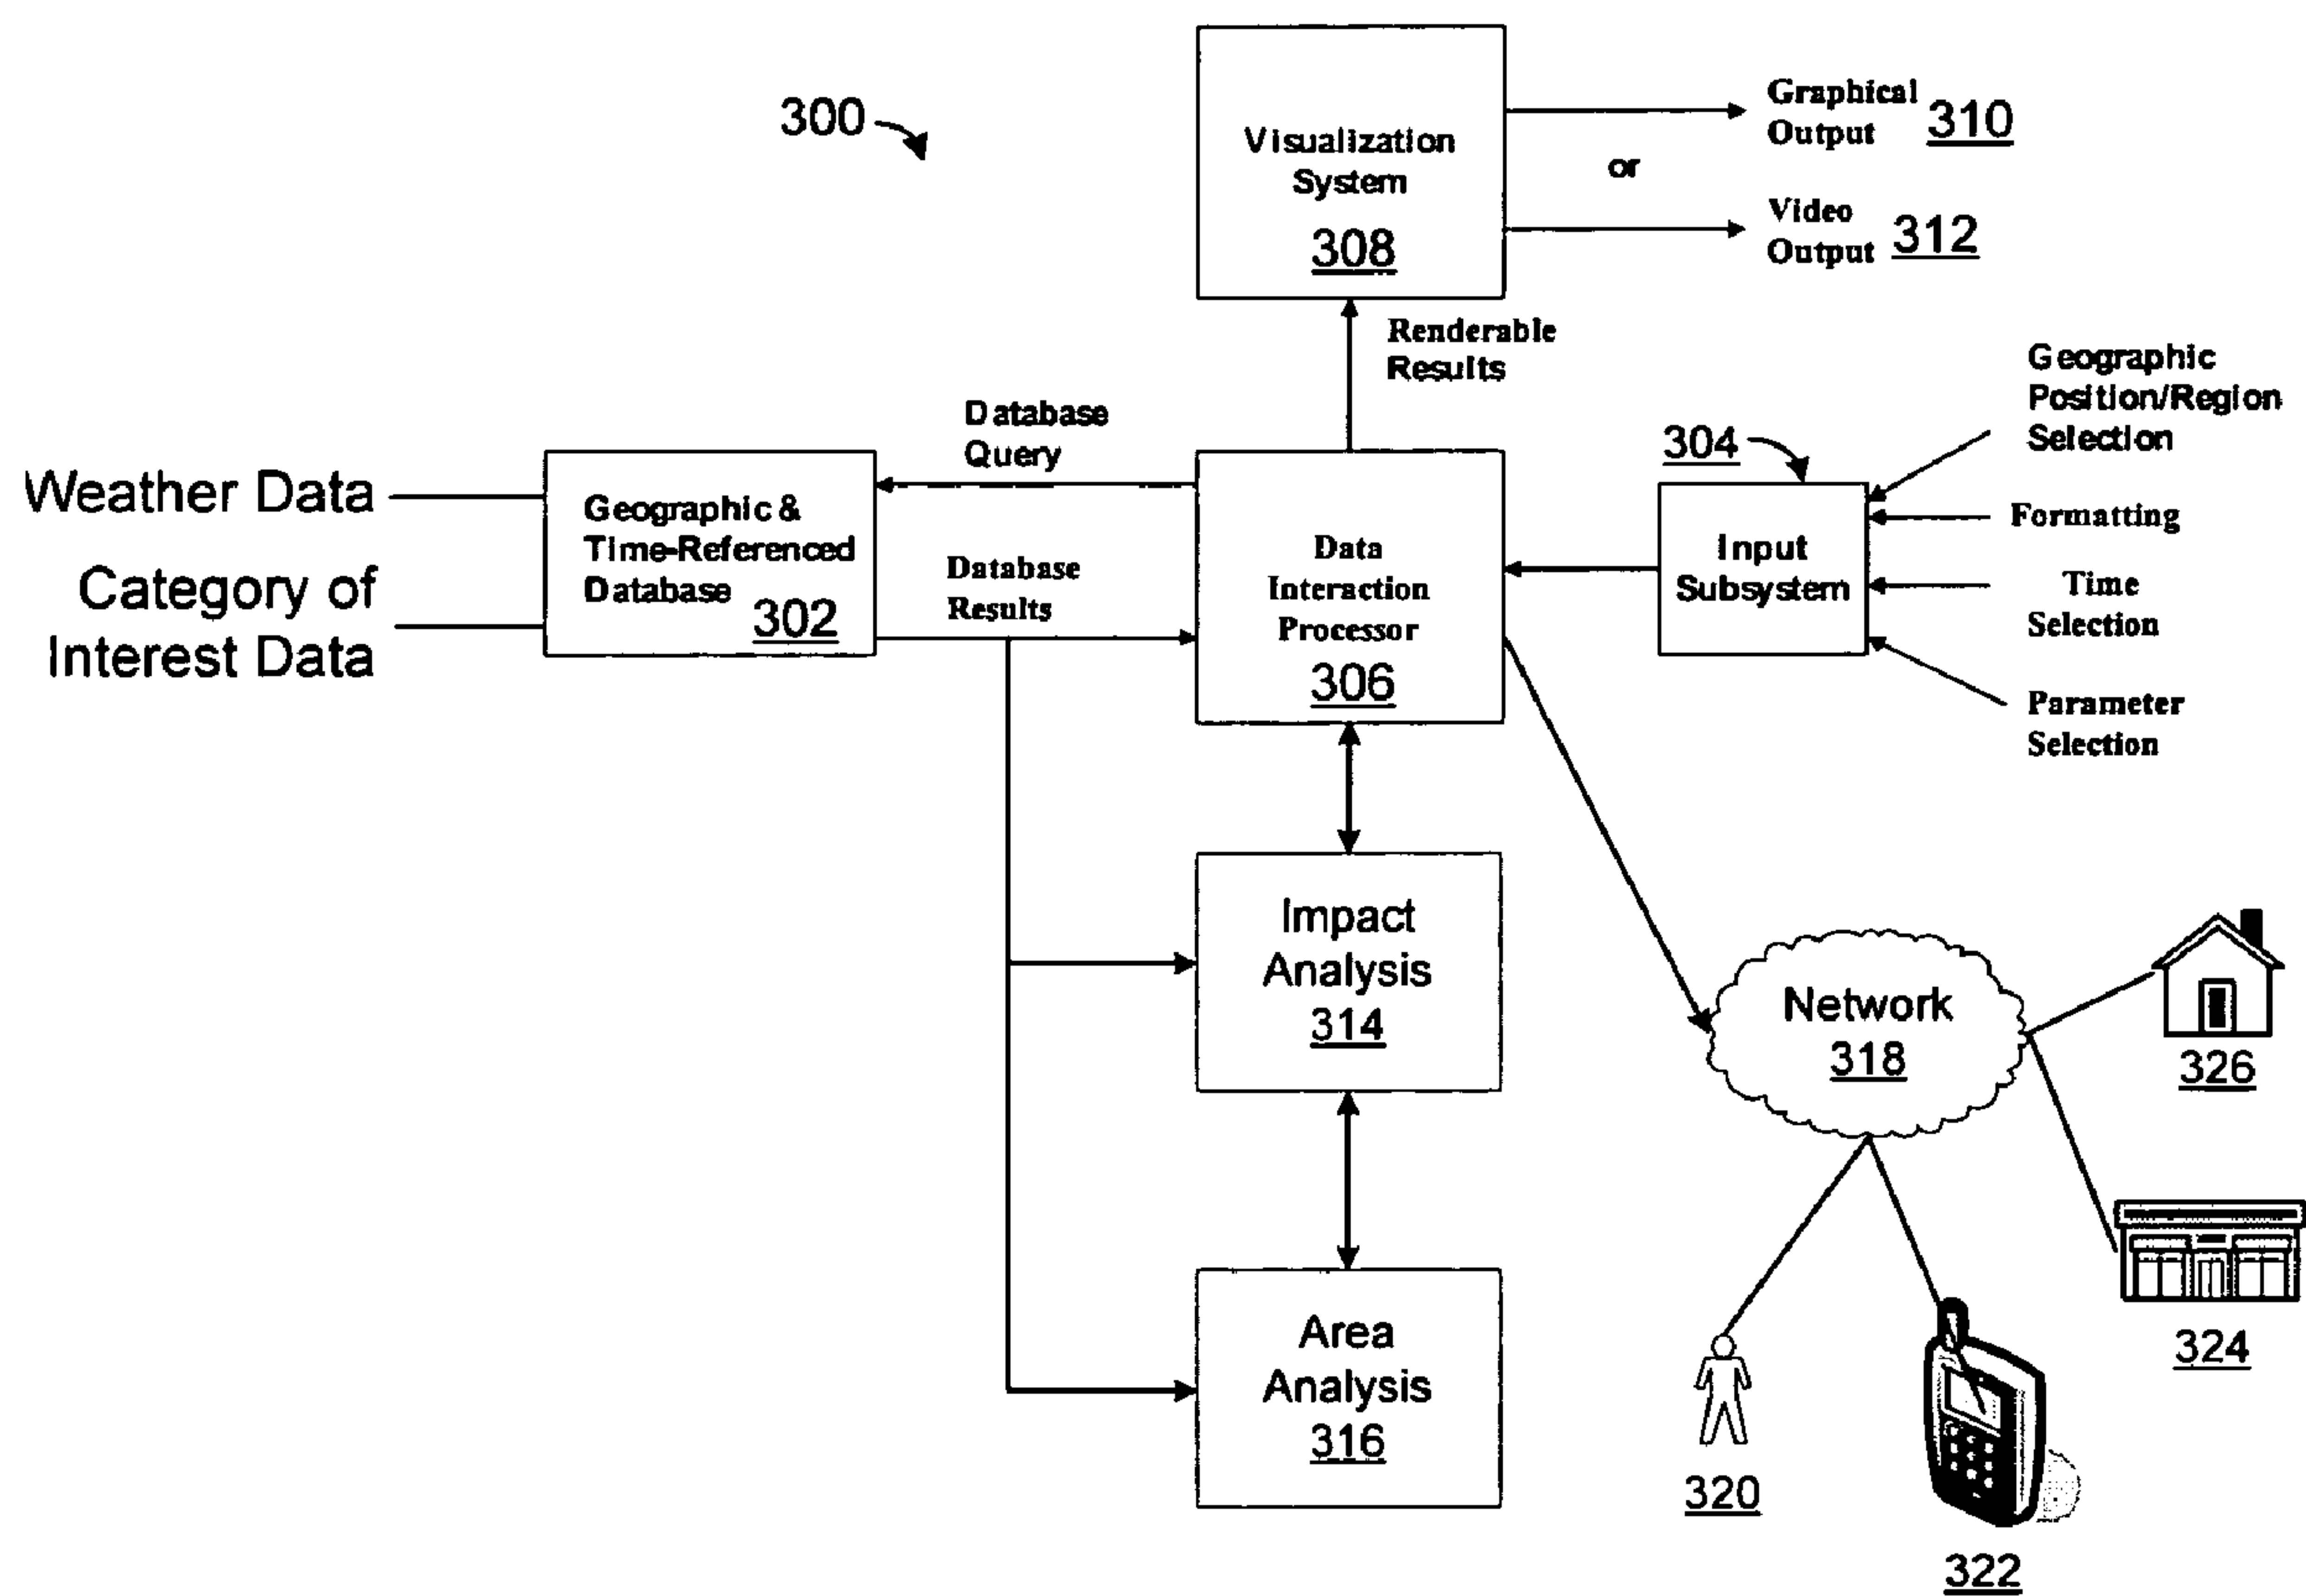 300
Visualization
System
308
Graphical
Output 310
or
Video
Output 312
Renderable
Results
Geographic
Position/Region
Selection
304
Formatting
Time
Selection
Parameter
Selection
Input
Subsystem
Database
Query
Weather Data
Category of
Interest Data
Geographic &
Time-Referenced
Database 302
Database
Results
Data
Interaction
Processor
306
Impact
Analysis
314
Network
318
326
324
Area
Analysis
316
320
322